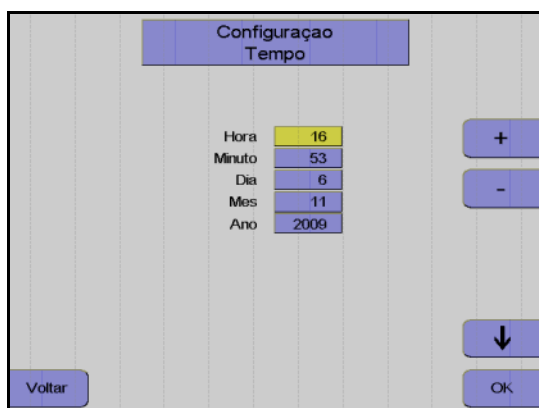 Configuraçao
Tempo
Hora 16
+
Minuto 53
Dia 6
-
Mes 11
Ano 2009
↓
Voltar
OK